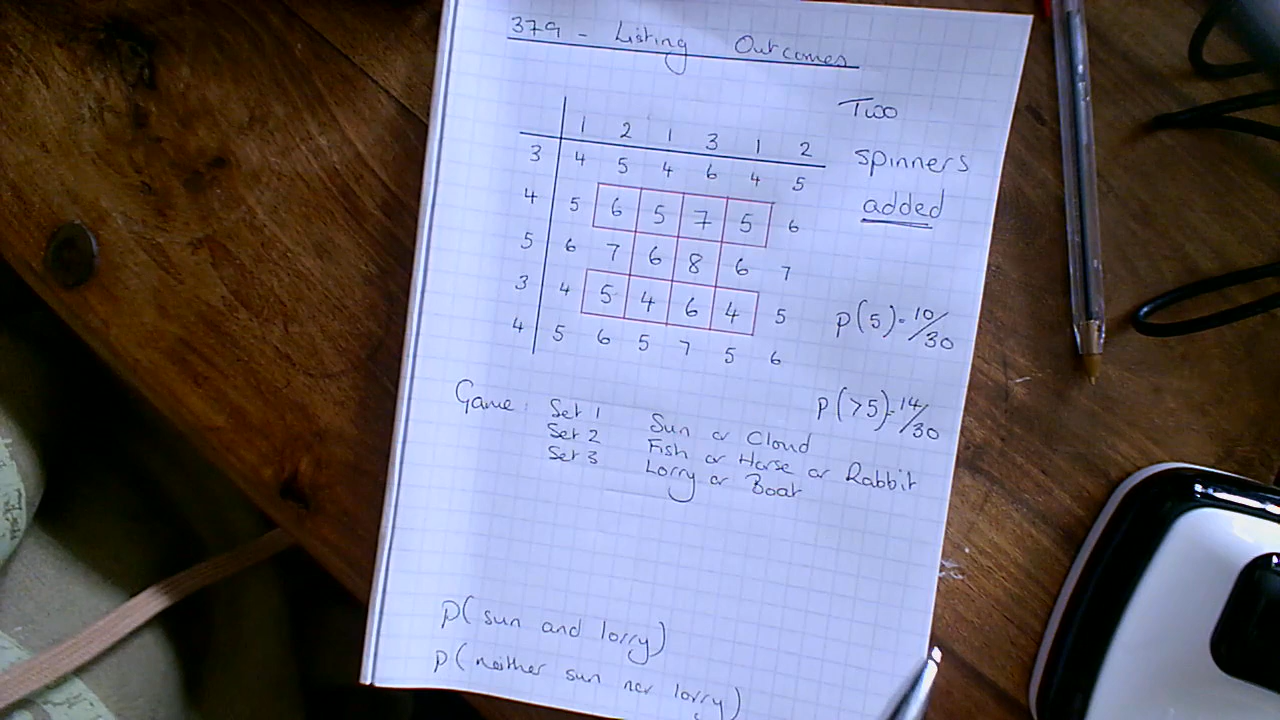 379 - Listing Outcomes
Two
spinners
added
1 2 1 3 1 2
3 4 5 4 6 4 5
4 5 6 5 7 5 6
5 6 7 6 8 6 7
3 4 5 4 6 4 5
4 5 6 5 7 5 6
p(5) = 10/30
p(>5) = 14/30
Game: Set 1 Sun or Cloud
Set 2 Fish or Horse or Rabbit
Set 3 Lorry or Boat
p(sun and lorry)
p(neither sun nor lorry)